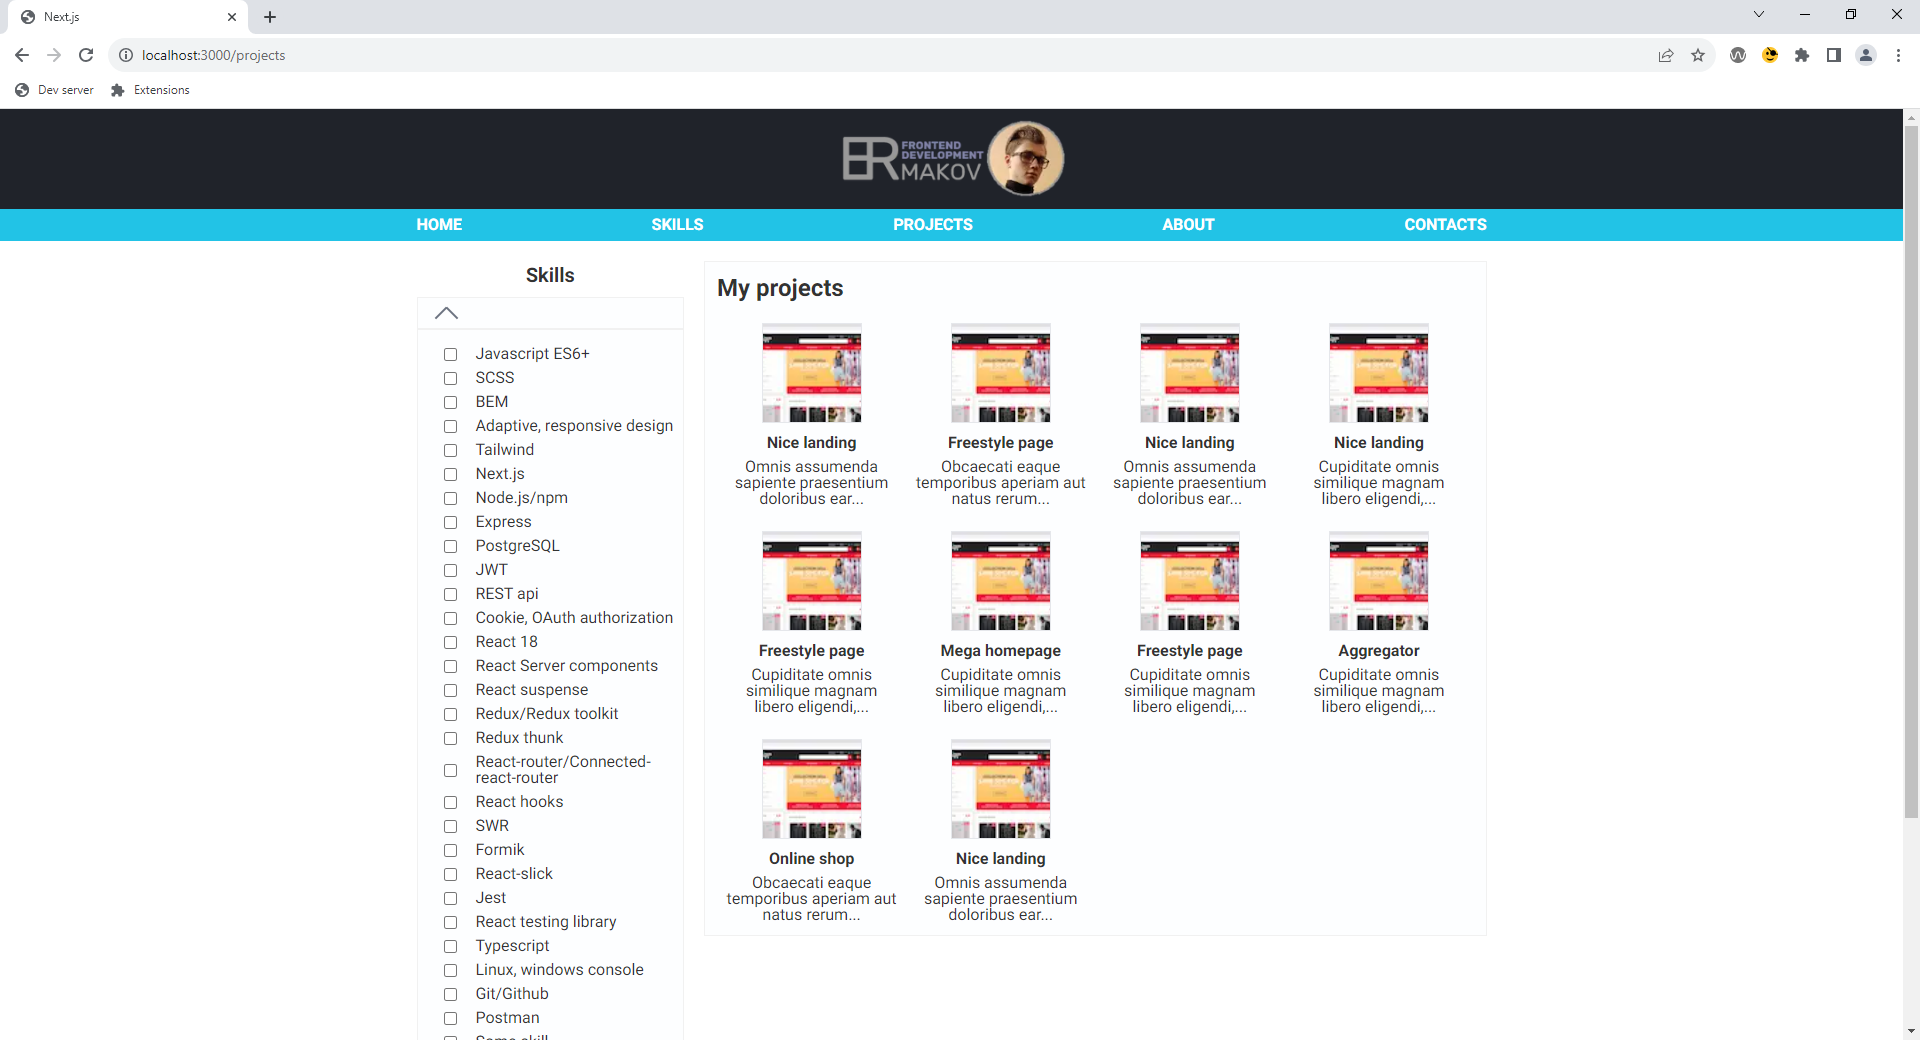 Next.js
localhost:3000/projects
Dev server
Extensions
ER
FRONTEND
DEVELOPMENT
MAKOV
HOME SKILLS PROJECTS ABOUT CONTACTS
Skills
Javascript ES6+
SCSS
BEM
Adaptive, responsive design
Tailwind
Next.js
Node.js/npm
Express
PostgreSQL
JWT
REST api
Cookie, OAuth authorization
React 18
React Server components
React suspense
Redux/Redux toolkit
Redux thunk
React-router/Connected-
react-router
React hooks
SWR
Formik
React-slick
Jest
React testing library
Typescript
Linux, windows console
Git/Github
Postman
Some skill
My projects
Nice landing
Omnis assumenda
sapiente praesentium
doloribus ear...
Freestyle page
Obcaecati eaque
temporibus aperiam aut
natus rerum...
Nice landing
Omnis assumenda
sapiente praesentium
doloribus ear...
Nice landing
Cupiditate omnis
similique magnam
libero eligendi,...
Freestyle page
Cupiditate omnis
similique magnam
libero eligendi,...
Mega homepage
Cupiditate omnis
similique magnam
libero eligendi,...
Freestyle page
Cupiditate omnis
similique magnam
libero eligendi,...
Aggregator
Cupiditate omnis
similique magnam
libero eligendi,...
Online shop
Obcaecati eaque
temporibus aperiam aut
natus rerum...
Nice landing
Omnis assumenda
sapiente praesentium
doloribus ear...